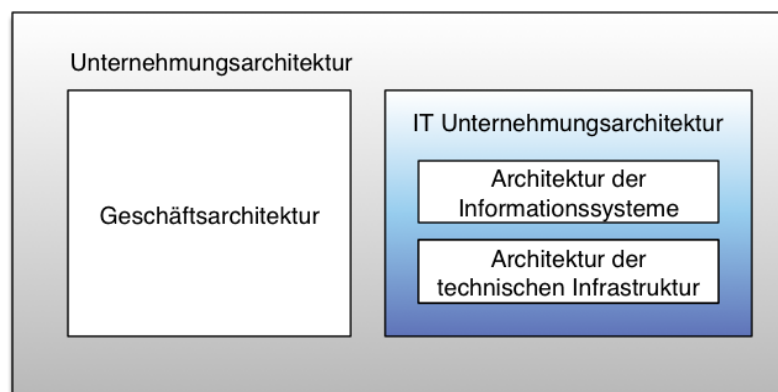 Unternehmungsarchitektur
Geschäftsarchitektur
IT Unternehmungsarchitektur
Architektur der
Informationssysteme
Architektur der
technischen Infrastruktur